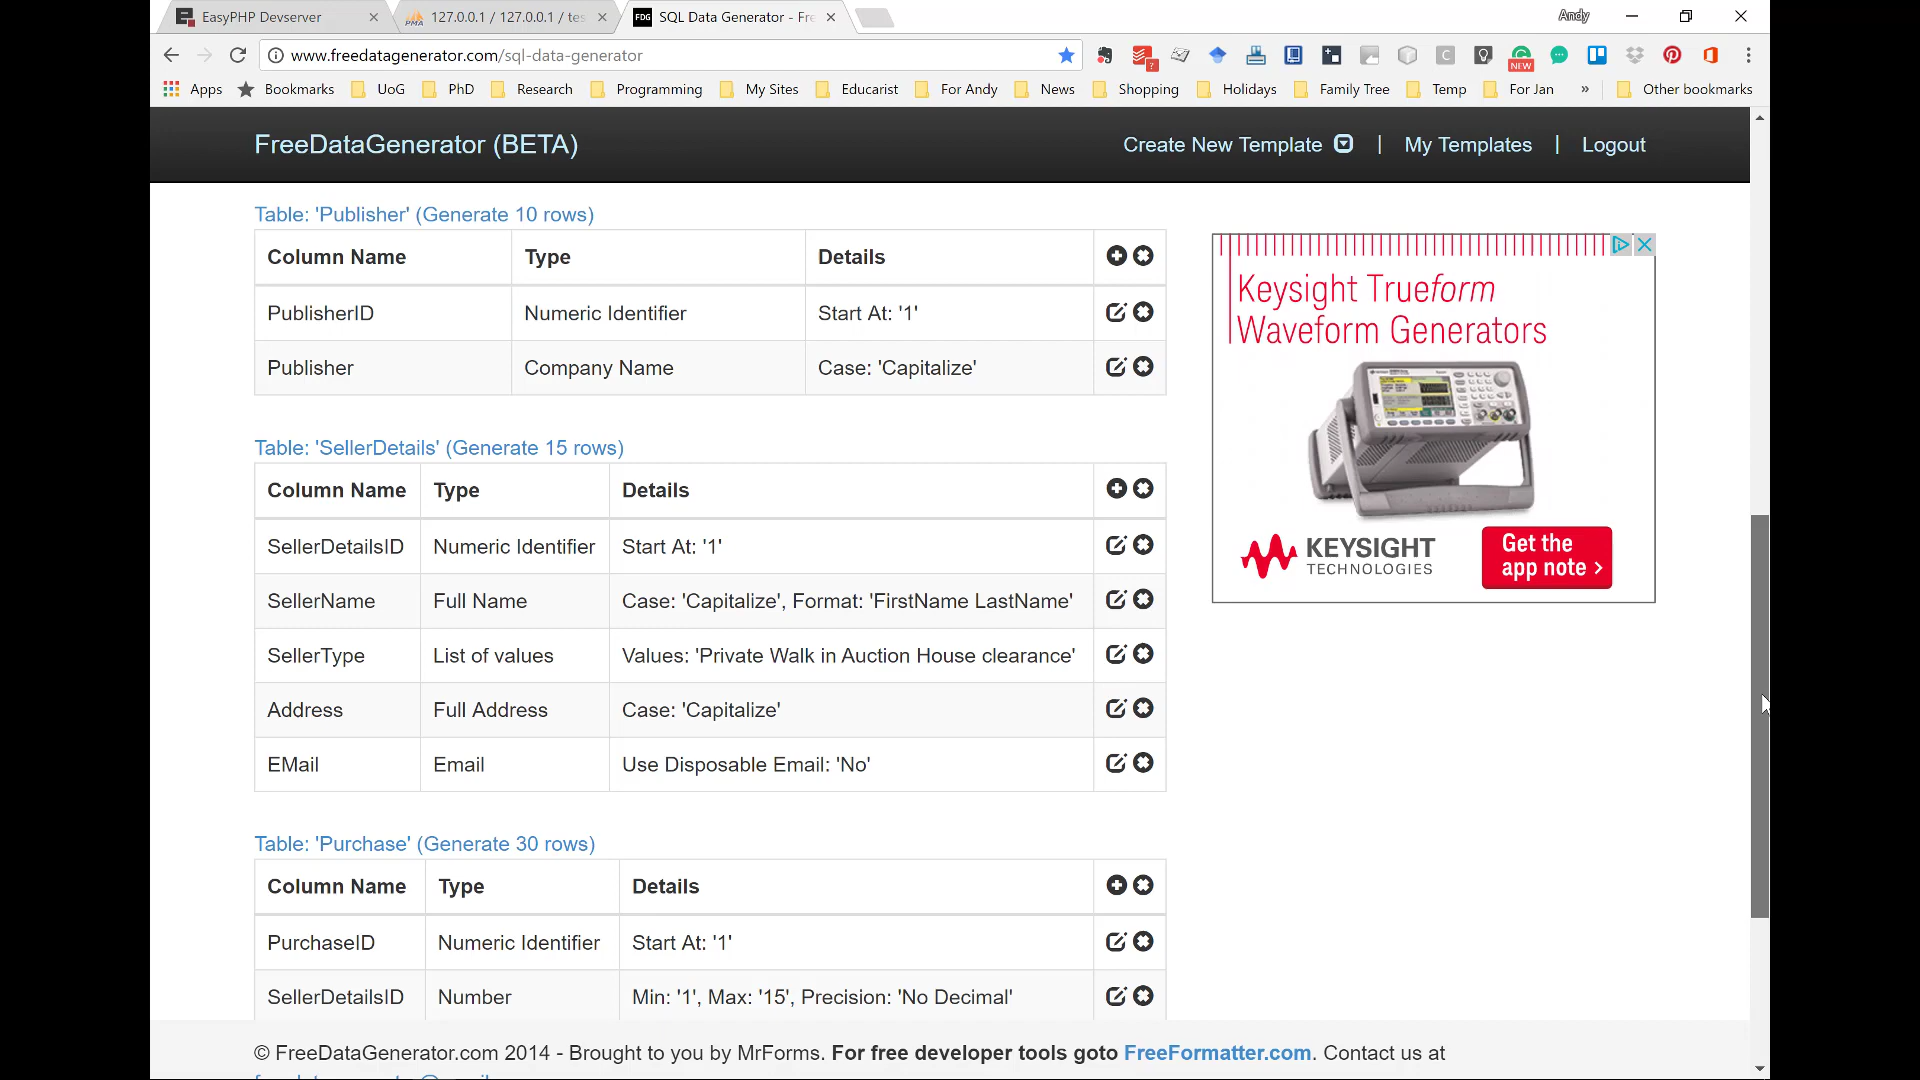 EasyPHP Devserver
127.0.0.1 / 127.0.0.1 / tes
FDG SQL Data Generator - Fre
Andy
www.freedatagenerator.com/sql-data-generator
NEW
Apps Bookmarks UoG PhD Research Programming My Sites Educarist For Andy News Shopping Holidays Family Tree Temp For Jan » Other bookmarks
FreeDataGenerator (BETA)
Create New Template | My Templates | Logout
Table: 'Publisher' (Generate 10 rows)
Column Name Type Details
PublisherID Numeric Identifier Start At: '1'
Publisher Company Name Case: 'Capitalize'
Table: 'SellerDetails' (Generate 15 rows)
Column Name Type Details
SellerDetailsID Numeric Identifier Start At: '1'
SellerName Full Name Case: 'Capitalize', Format: 'FirstName LastName'
SellerType List of values Values: 'Private Walk in Auction House clearance'
Address Full Address Case: 'Capitalize'
EMail Email Use Disposable Email: 'No'
Table: 'Purchase' (Generate 30 rows)
Column Name Type Details
PurchaseID Numeric Identifier Start At: '1'
SellerDetailsID Number Min: '1', Max: '15', Precision: 'No Decimal'
Keysight Trueform
Waveform Generators
KEYSIGHT
TECHNOLOGIES
Get the
app note >
© FreeDataGenerator.com 2014 - Brought to you by MrForms. For free developer tools goto FreeFormatter.com. Contact us at